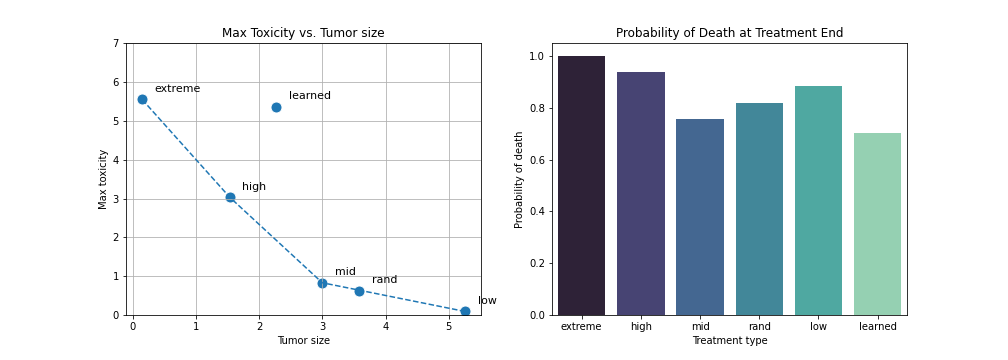 Max Toxicity vs. Tumor size
Max toxicity
7
6
5
4
3
2
1
0
extreme
learned
high
mid
rand
low
0 1 2 3 4 5
Tumor size
Probability of Death at Treatment End
Probability of death
1.0
0.8
0.6
0.4
0.2
0.0
extreme high mid rand low learned
Treatment type